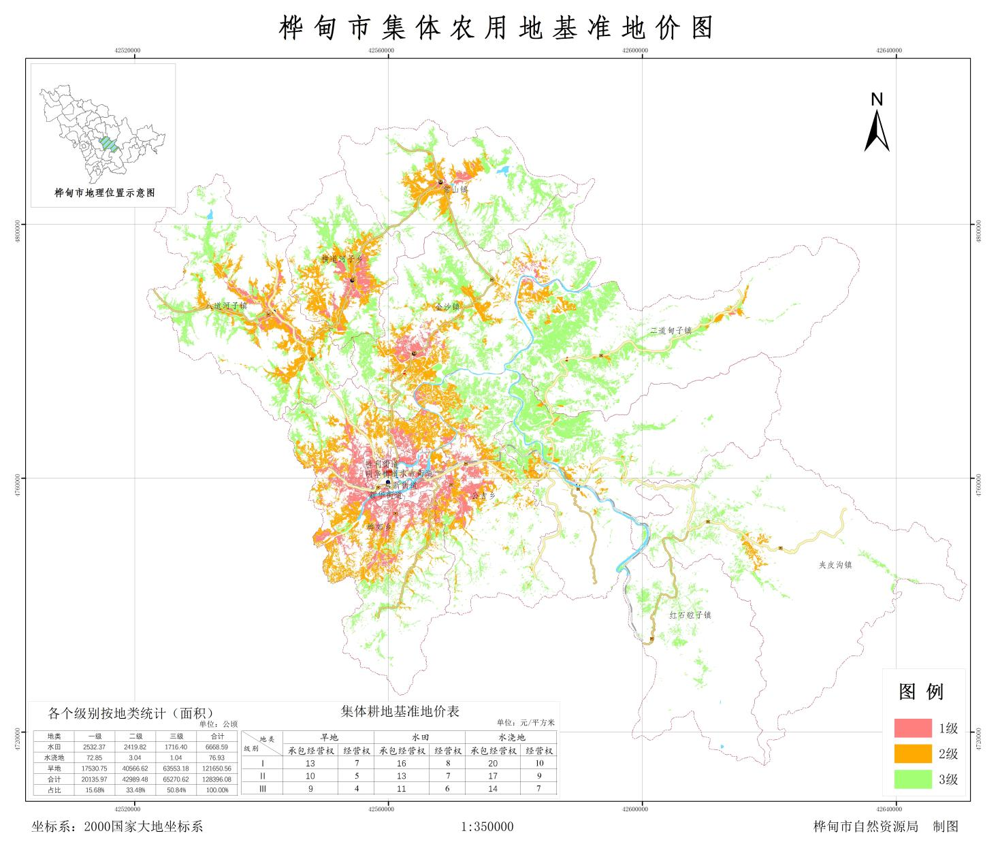 桦甸市集体农用地基准地价图
42520000 42560000 42600000 42640000
4800000 4800000
4760000 4760000
4720000 4720000
桦甸市地理位置示意图
N
常山镇
横道河子乡
八道河子镇
金沙镇
二道甸子镇
胜利街道
明华街道
永吉街道
启新街道
新华街道
公吉乡
桦郊乡
夹皮沟镇
红石砬子镇
各个级别按地类统计（面积）
单位：公顷
地类 一级 二级 三级 合计
水田 2532.37 2419.82 1716.40 6668.59
水浇地 72.85 3.04 1.04 76.93
旱地 17530.75 40566.62 63553.18 121650.56
合计 20135.97 42989.48 65270.62 128396.08
占比 15.68% 33.48% 50.84% 100.00%
集体耕地基准地价表
单位：元/平方米
地类 旱地 水田 水浇地
级别 承包经营权 经营权 承包经营权 经营权 承包经营权 经营权
Ⅰ 13 7 16 8 20 10
Ⅱ 10 5 13 7 17 9
Ⅲ 9 4 11 6 14 7
图 例
1级
2级
3级
42520000 42560000 42600000 42640000
坐标系：2000国家大地坐标系
1:350000
桦甸市自然资源局 制图